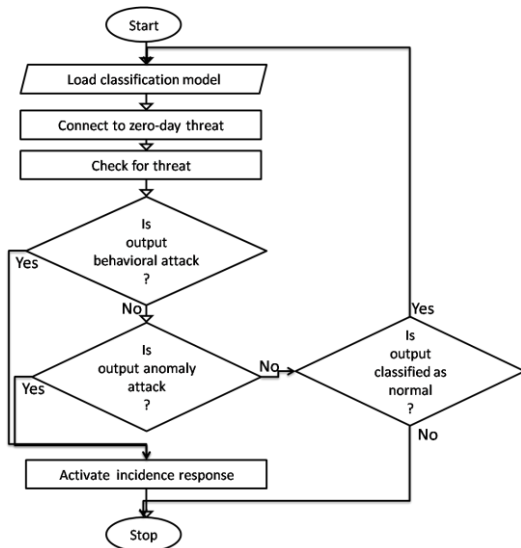 Start
Load classification model
Connect to zero-day threat
Check for threat
Is
output
behavioral attack
?
Yes
No
Is
output anomaly
attack
?
Yes
No
Yes
Is
output
classified as
normal
?
No
Activate incidence response
Stop